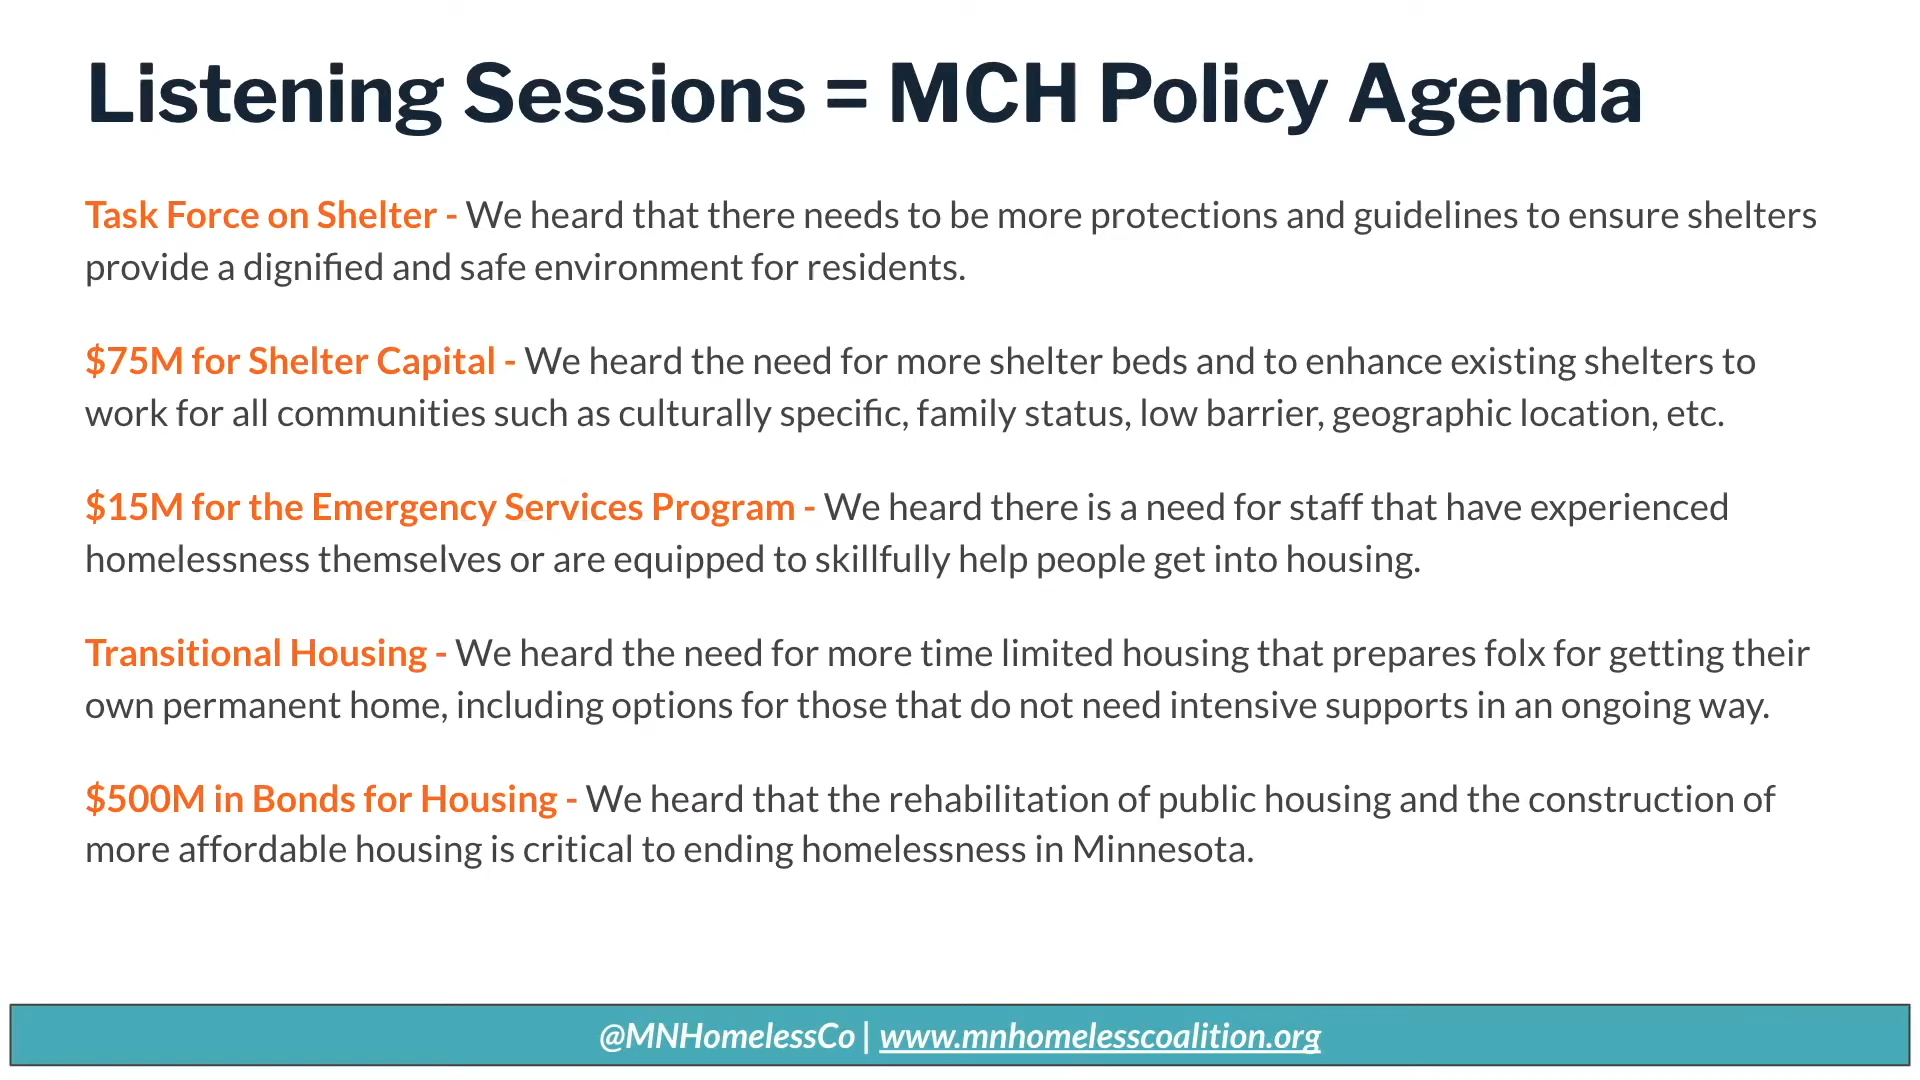 Listening Sessions = MCH Policy Agenda
Task Force on Shelter - We heard that there needs to be more protections and guidelines to ensure shelters
provide a dignified and safe environment for residents.
$75M for Shelter Capital - We heard the need for more shelter beds and to enhance existing shelters to
work for all communities such as culturally specific, family status, low barrier, geographic location, etc.
$15M for the Emergency Services Program - We heard there is a need for staff that have experienced
homelessness themselves or are equipped to skillfully help people get into housing.
Transitional Housing - We heard the need for more time limited housing that prepares folx for getting their
own permanent home, including options for those that do not need intensive supports in an ongoing way.
$500M in Bonds for Housing - We heard that the rehabilitation of public housing and the construction of
more affordable housing is critical to ending homelessness in Minnesota.
@MNHomelessCo | www.mnhomelesscoalition.org